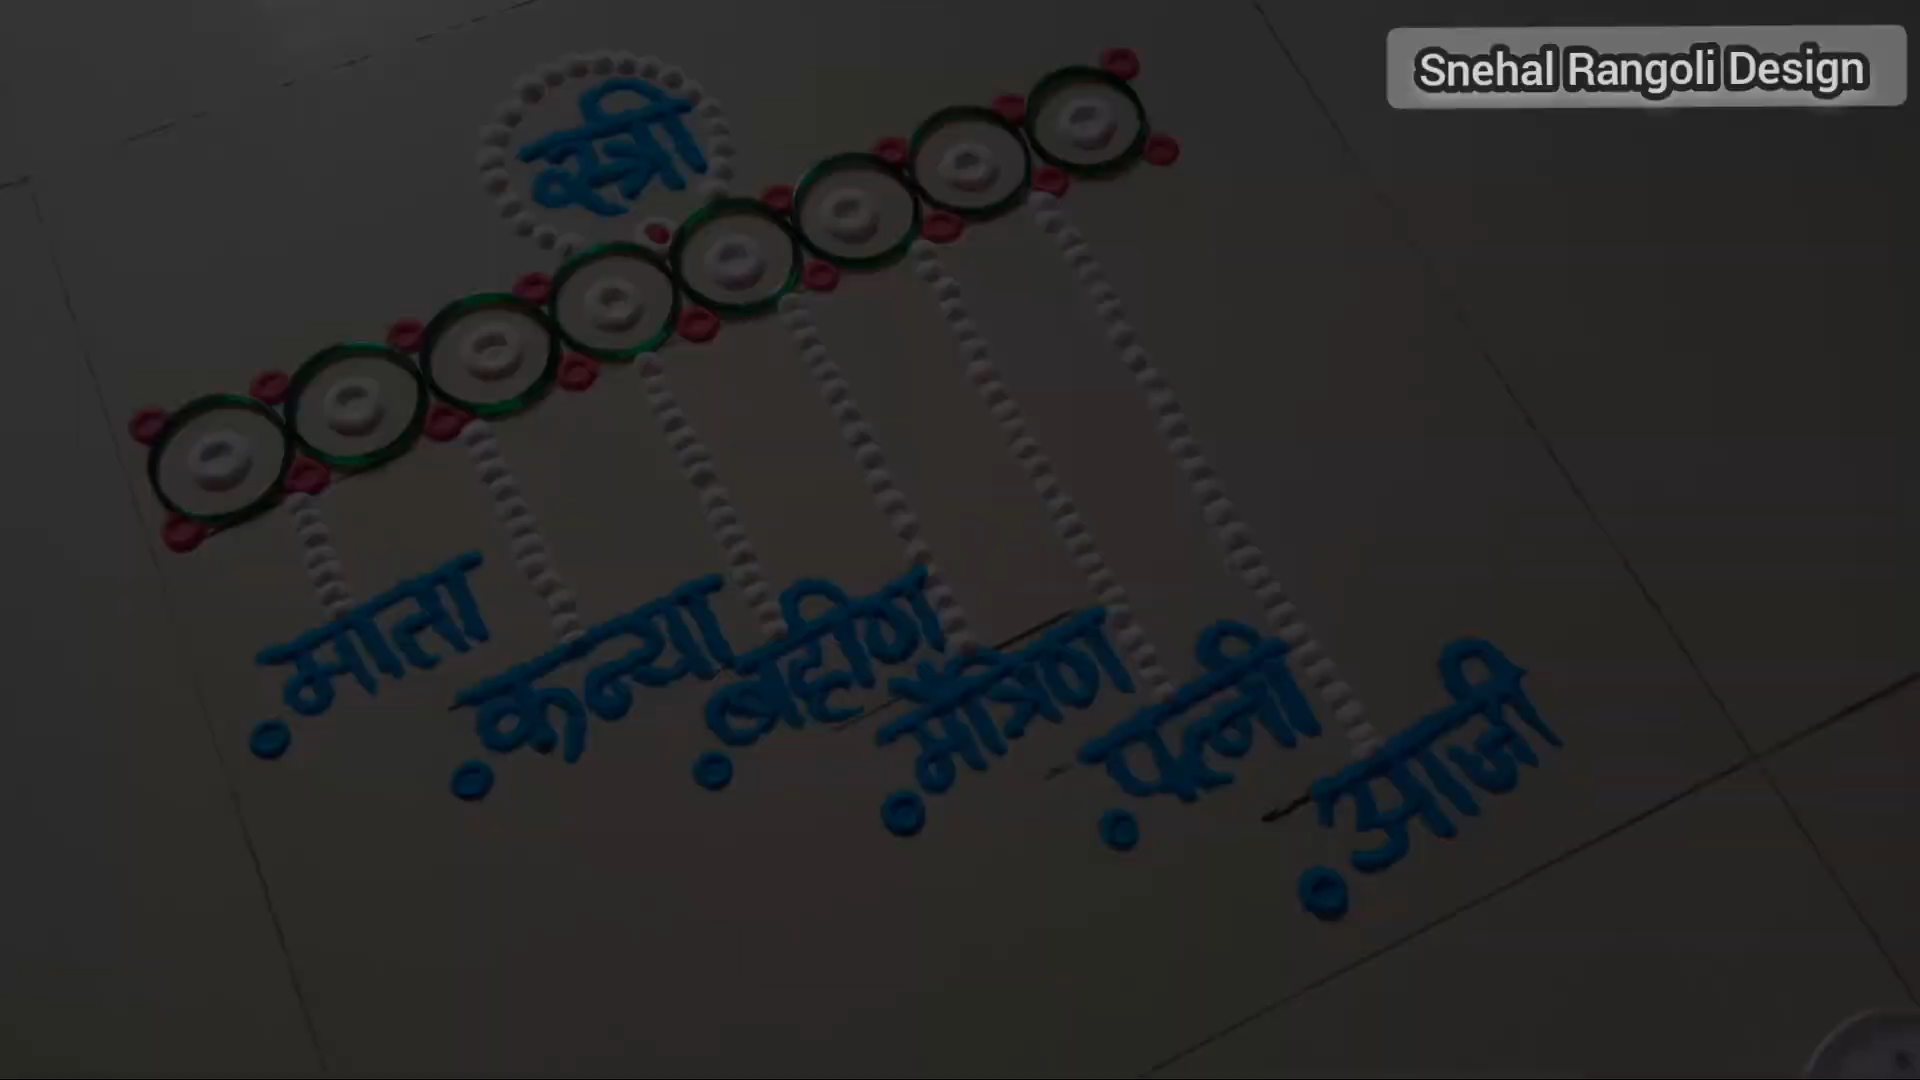 Snehal Rangoli Design
स्त्री
माता
कन्या
बहीण
मैत्रिण
पत्नी
आजी